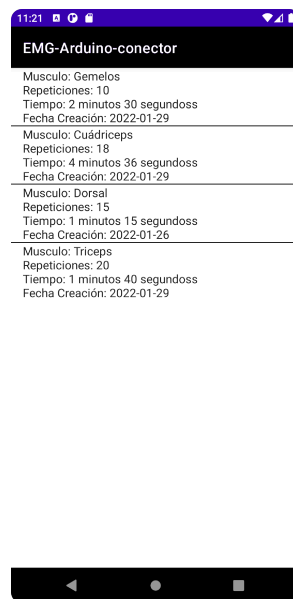 11:21
EMG-Arduino-conector
Musculo: Gemelos
Repeticiones: 10
Tiempo: 2 minutos 30 segundoss
Fecha Creación: 2022-01-29
Musculo: Cuádriceps
Repeticiones: 18
Tiempo: 4 minutos 36 segundoss
Fecha Creación: 2022-01-29
Musculo: Dorsal
Repeticiones: 15
Tiempo: 1 minutos 15 segundoss
Fecha Creación: 2022-01-26
Musculo: Triceps
Repeticiones: 20
Tiempo: 1 minutos 40 segundoss
Fecha Creación: 2022-01-29